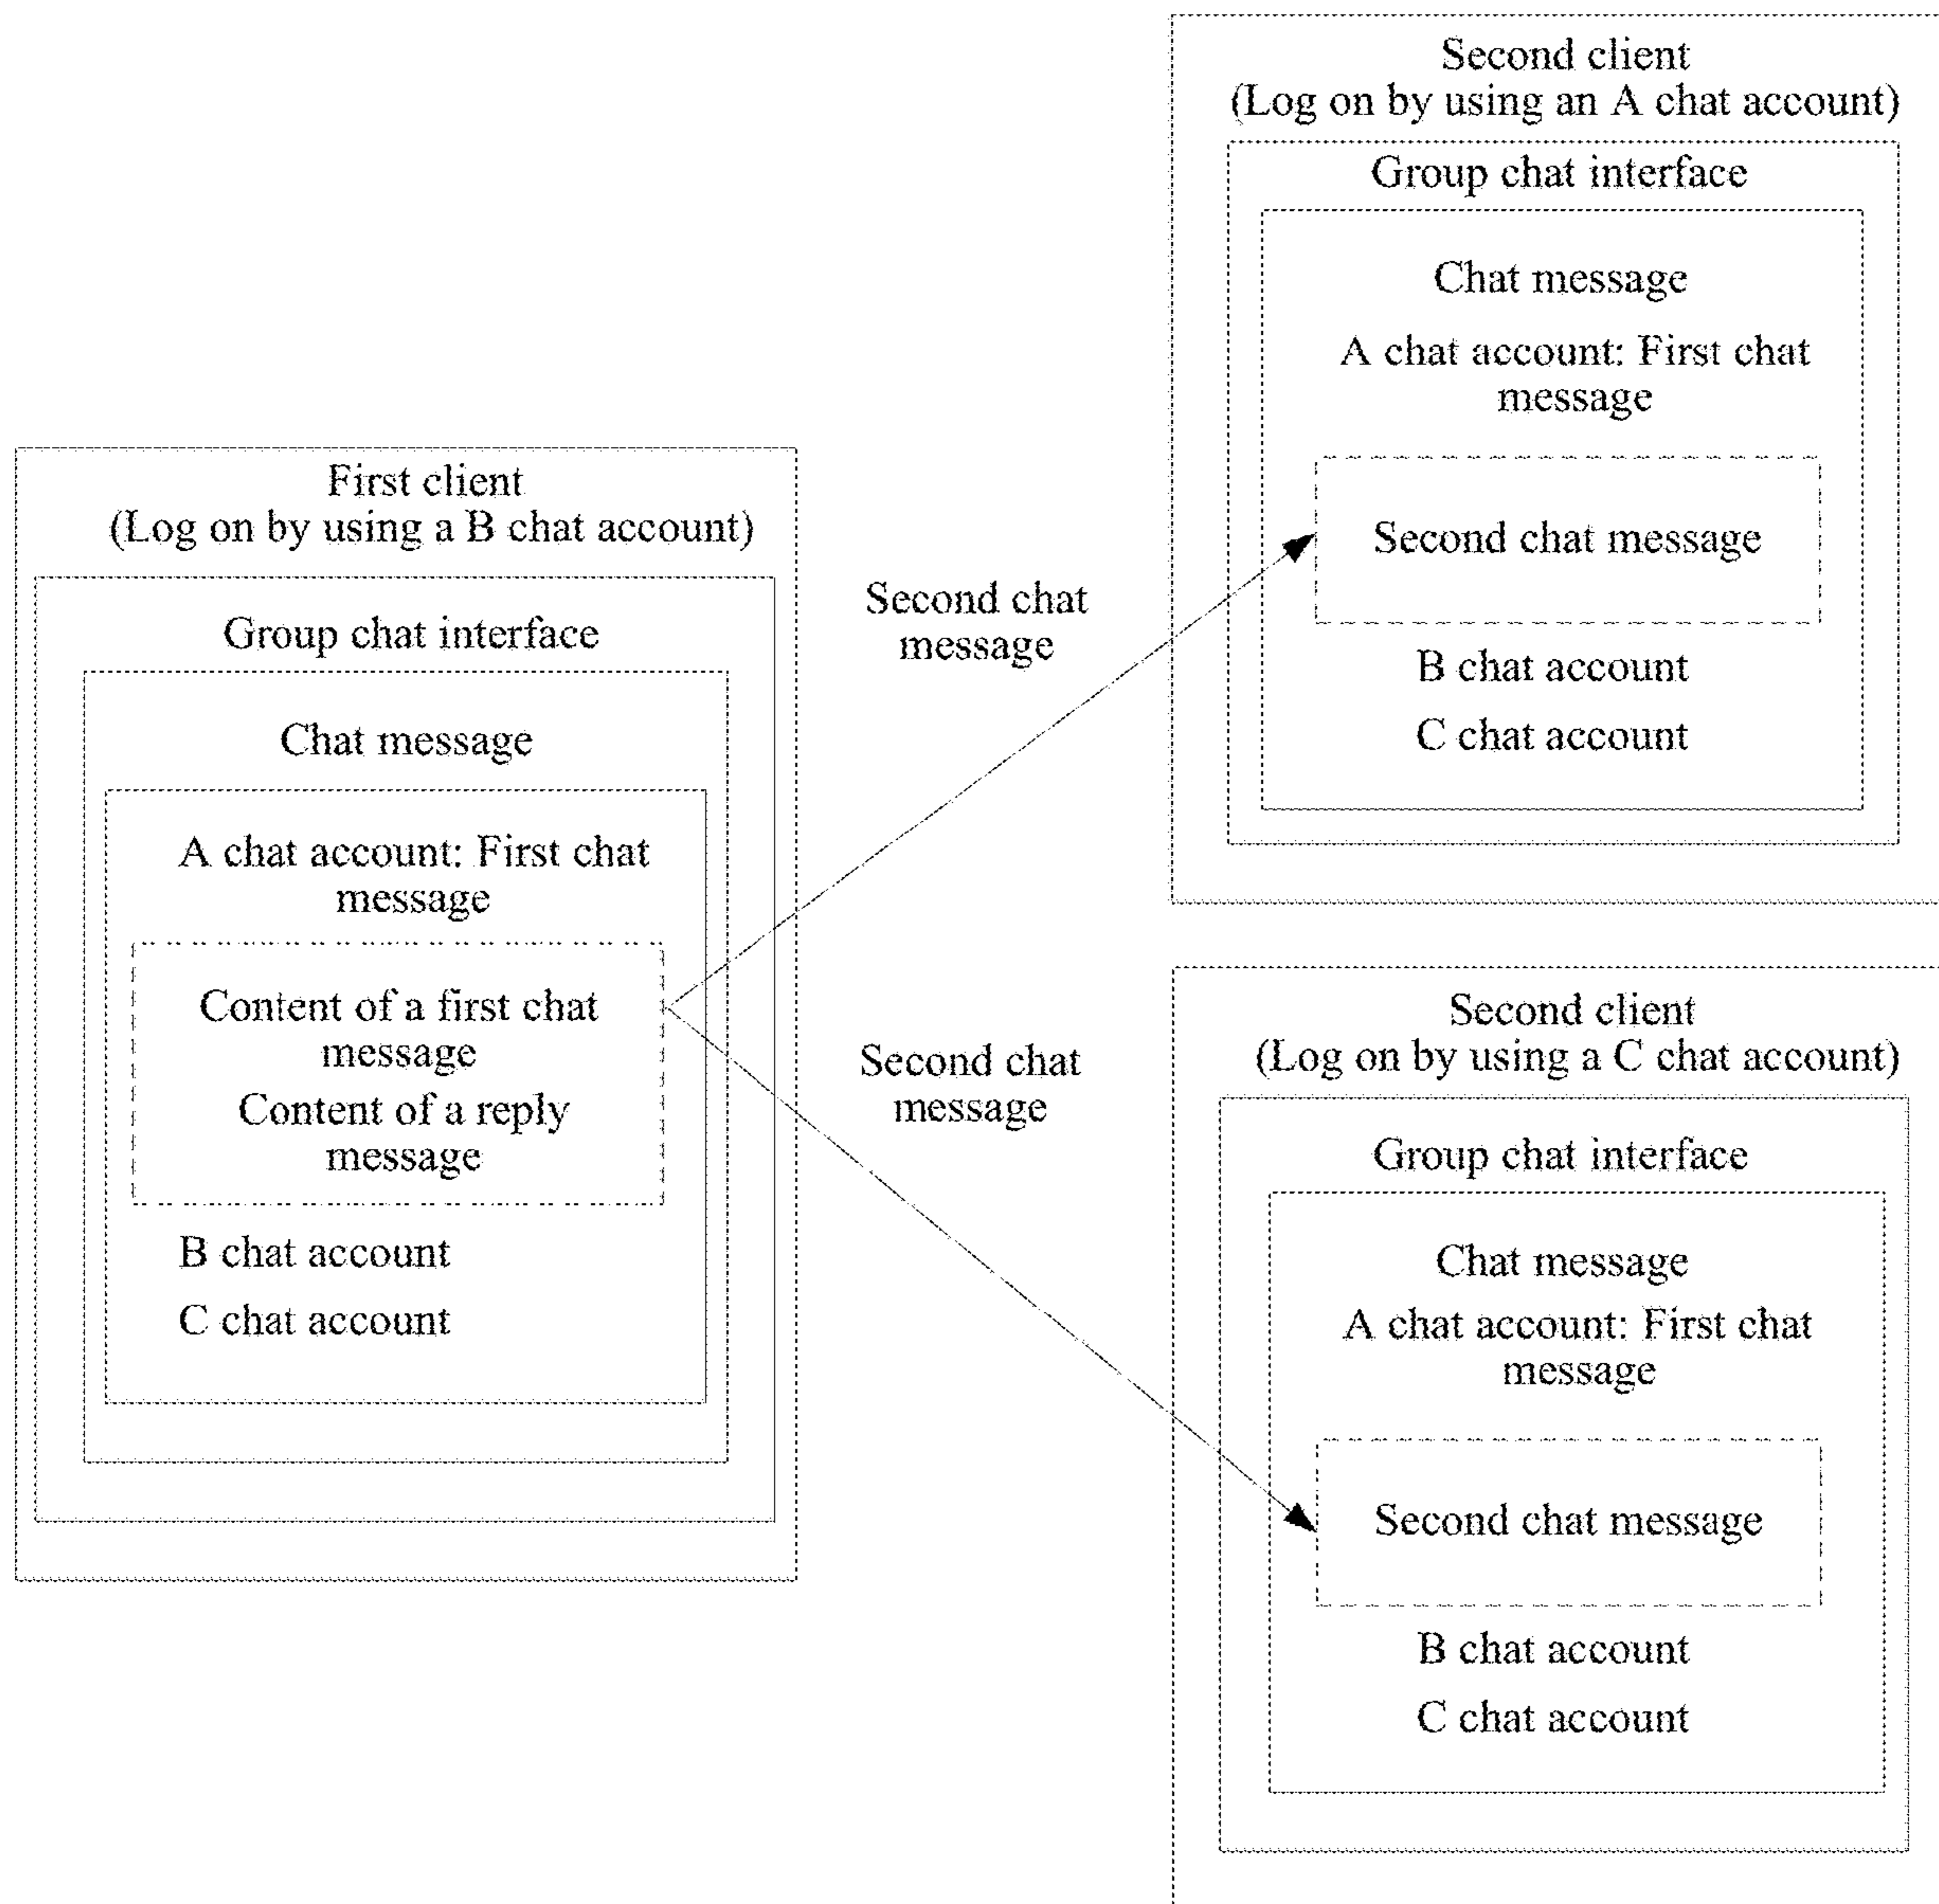 First client
(Log on by using a B chat account)
Group chat interface
Chat message
A chat account: First chat
message
Content of a first chat
message
Content of a reply
message
B chat account
C chat account
Second chat
message
Second chat
message
Second client
(Log on by using an A chat account)
Group chat interface
Chat message
A chat account: First chat
message
Second chat message
B chat account
C chat account
Second client
(Log on by using a C chat account)
Group chat interface
Chat message
A chat account: First chat
message
Second chat message
B chat account
C chat account